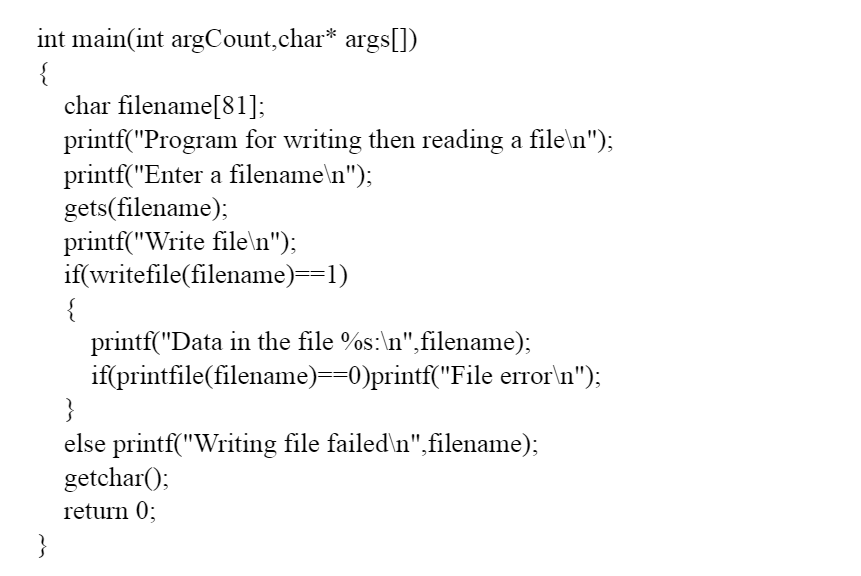 int main(int argCount,char* args[])
{
char filename[81];
printf("Program for writing then reading a file\n");
printf("Enter a filename\n");
gets(filename);
printf("Write file\n");
if(writefile(filename)==1)
{
printf("Data in the file %s:\n",filename);
if(printfile(filename)==0)printf("File error\n");
}
else printf("Writing file failed\n",filename);
getchar();
return 0;
}